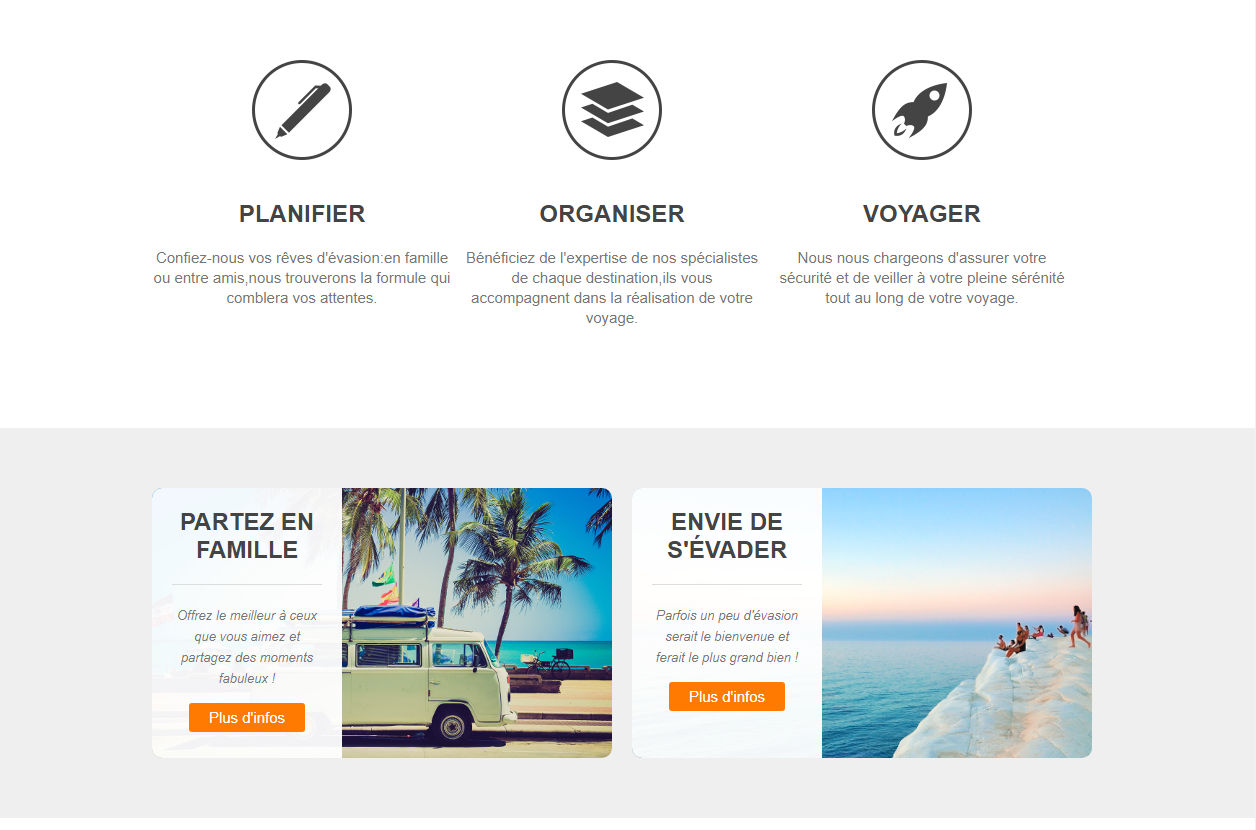 PLANIFIER
Confiez-nous vos rêves d'évasion:en famille
ou entre amis,nous trouverons la formule qui
comblera vos attentes.
ORGANISER
Bénéficiez de l'expertise de nos spécialistes
de chaque destination,ils vous
accompagnent dans la réalisation de votre
voyage.
VOYAGER
Nous nous chargeons d'assurer votre
sécurité et de veiller à votre pleine sérénité
tout au long de votre voyage.
PARTEZ EN
FAMILLE
Offrez le meilleur à ceux
que vous aimez et
partagez des moments
fabuleux !
Plus d'infos
ENVIE DE
S'ÉVADER
Parfois un peu d'évasion
serait le bienvenue et
ferait le plus grand bien !
Plus d'infos